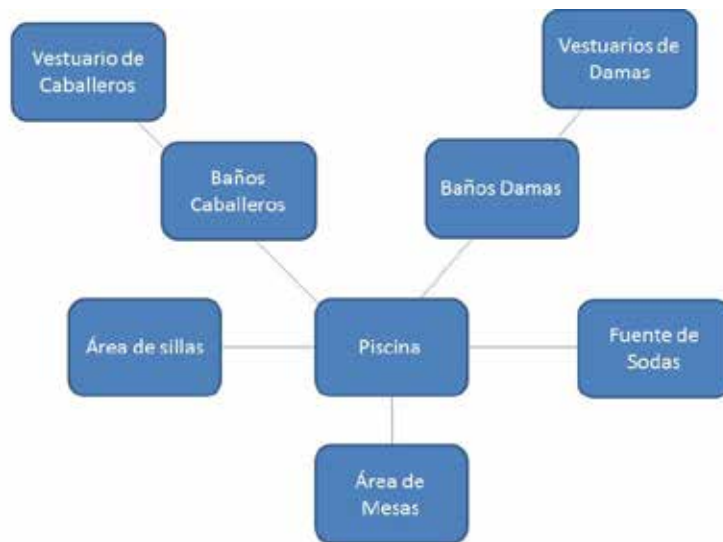 Vestuario de
Caballeros
Vestuarios de
Damas
Baños
Caballeros
Baños Damas
Área de sillas
Piscina
Fuente de
Sodas
Área de
Mesas